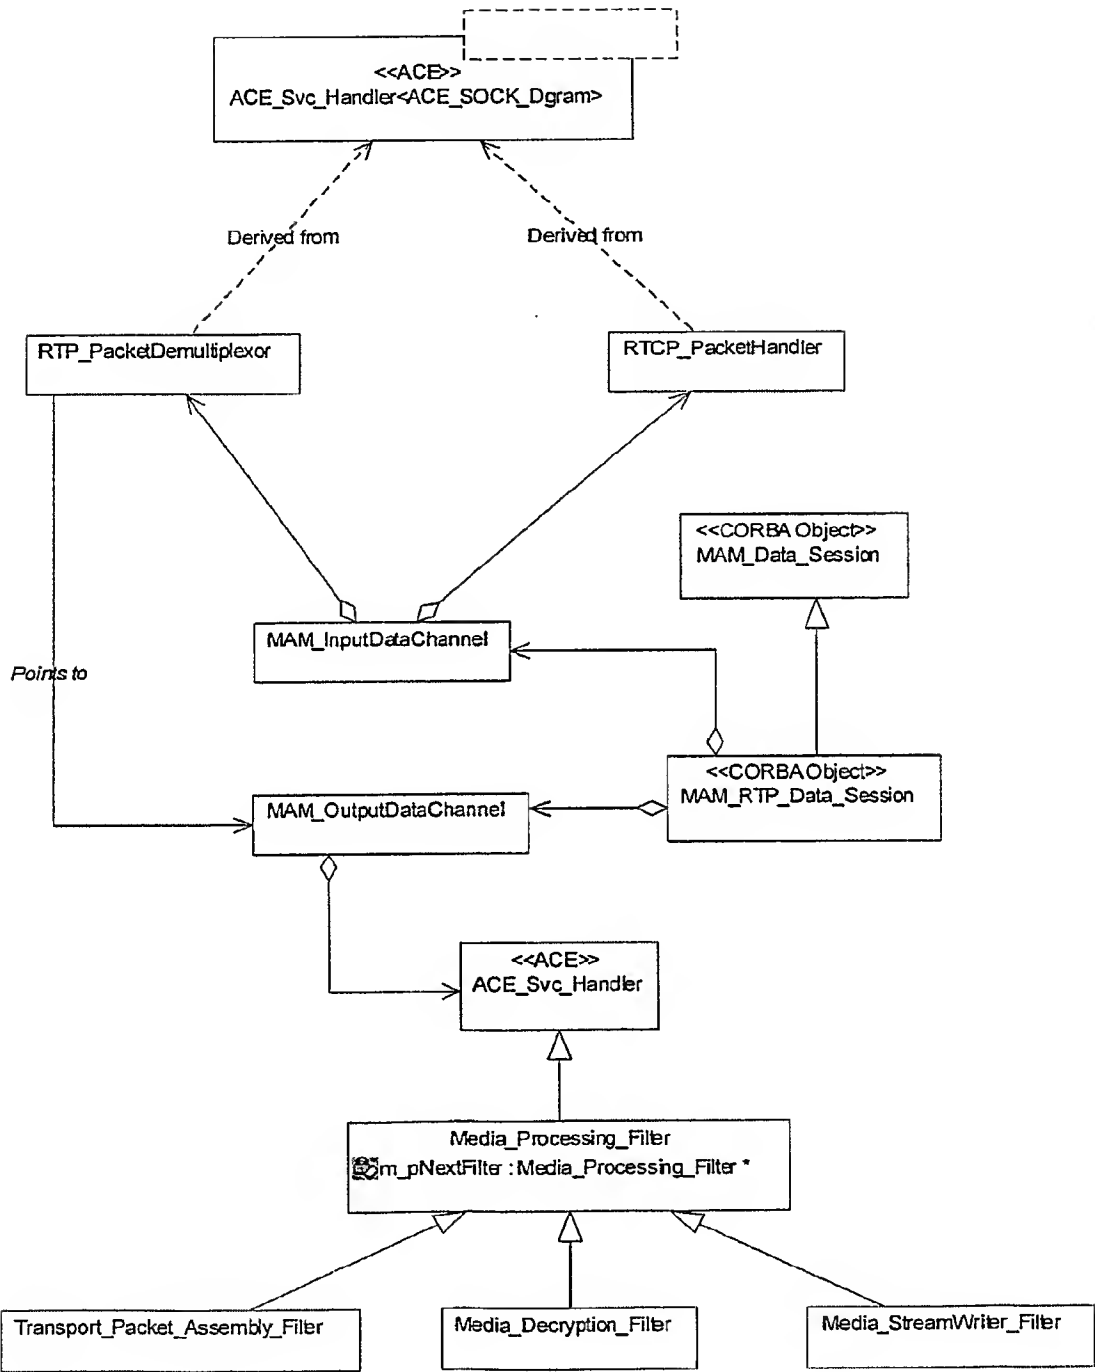 <<ACE>>
ACE_Svc_Handler<ACE_SOCK_Dgram>
Derived from
Derived from
RTP_PacketDemultiplexor
RTCP_PacketHandler
<<CORBA Object>>
MAM_Data_Session
MAM_InputDataChannel
Points to
<<CORBA Object>>
MAM_RTP_Data_Session
MAM_OutputDataChannel
<<ACE>>
ACE_Svc_Handler
Media_Processing_Filter
m_pNextFilter : Media_Processing_Filter *
Transport_Packet_Assembly_Filter
Media_Decryption_Filter
Media_StreamWriter_Filter